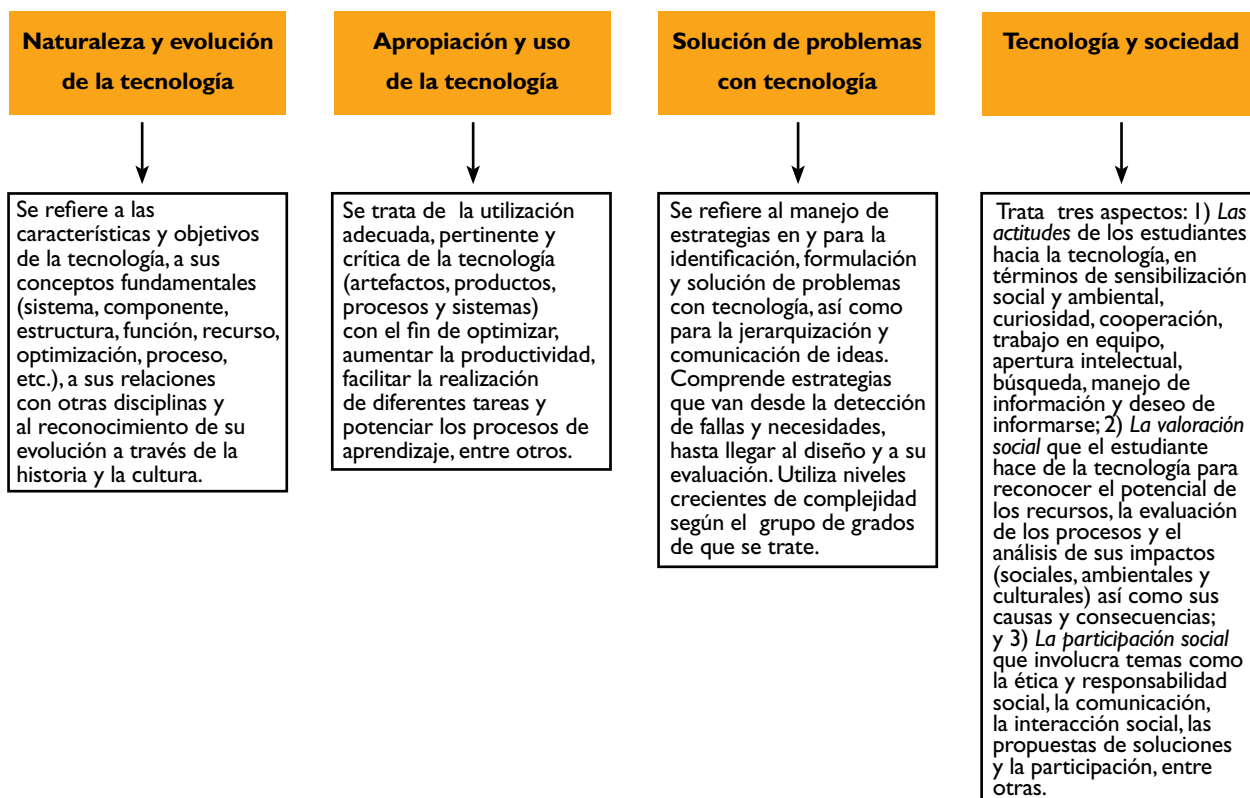 Naturaleza y evolución
de la tecnología
Se refiere a las
características y objetivos
de la tecnología, a sus
conceptos fundamentales
(sistema, componente,
estructura, función, recurso,
optimización, proceso,
etc.), a sus relaciones
con otras disciplinas y
al reconocimiento de su
evolución a través de la
historia y la cultura.
Apropiación y uso
de la tecnología
Se trata de la utilización
adecuada, pertinente y
crítica de la tecnología
(artefactos, productos,
procesos y sistemas)
con el fin de optimizar,
aumentar la productividad,
facilitar la realización
de diferentes tareas y
potenciar los procesos de
aprendizaje, entre otros.
Solución de problemas
con tecnología
Se refiere al manejo de
estrategias en y para la
identificación, formulación
y solución de problemas
con tecnología, así como
para la jerarquización y
comunicación de ideas.
Comprende estrategias
que van desde la detección
de fallas y necesidades,
hasta llegar al diseño y a su
evaluación. Utiliza niveles
crecientes de complejidad
según el grupo de grados
de que se trate.
Tecnología y sociedad
Trata tres aspectos: 1) Las
actitudes de los estudiantes
hacia la tecnología, en
términos de sensibilización
social y ambiental,
curiosidad, cooperación,
trabajo en equipo,
apertura intelectual,
búsqueda, manejo de
información y deseo de
informarse; 2) La valoración
social que el estudiante
hace de la tecnología para
reconocer el potencial de
los recursos, la evaluación
de los procesos y el
análisis de sus impactos
(sociales, ambientales y
culturales) así como sus
causas y consecuencias;
y 3) La participación social
que involucra temas como
la ética y responsabilidad
social, la comunicación,
la interacción social, las
propuestas de soluciones
y la participación, entre
otras.